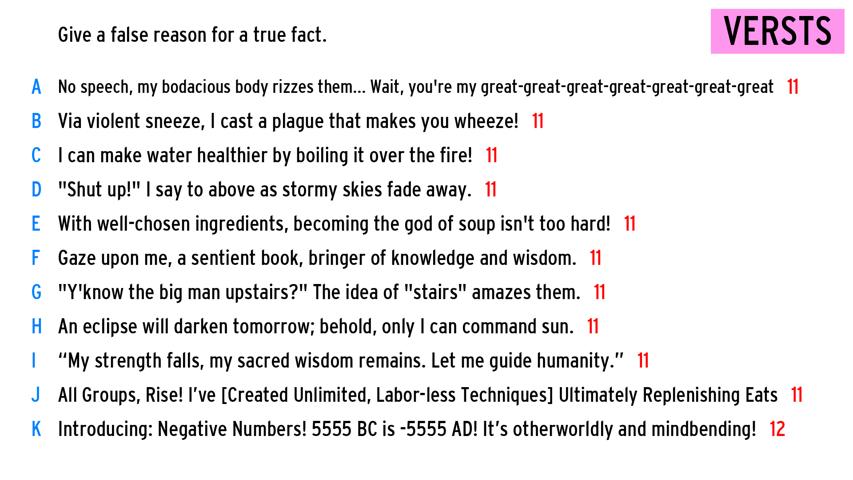 Give a false reason for a true fact.
VERSTS
A No speech, my bodacious body rizzes them... Wait, you're my great-great-great-great-great-great-great 11
B Via violent sneeze, I cast a plague that makes you wheeze! 11
C I can make water healthier by boiling it over the fire! 11
D "Shut up!" I say to above as stormy skies fade away. 11
E With well-chosen ingredients, becoming the god of soup isn't too hard! 11
F Gaze upon me, a sentient book, bringer of knowledge and wisdom. 11
G "Y'know the big man upstairs?" The idea of "stairs" amazes them. 11
H An eclipse will darken tomorrow; behold, only I can command sun. 11
I “My strength falls, my sacred wisdom remains. Let me guide humanity.” 11
J All Groups, Rise! I’ve [Created Unlimited, Labor-less Techniques] Ultimately Replenishing Eats 11
K Introducing: Negative Numbers! 5555 BC is -5555 AD! It’s otherworldly and mindbending! 12